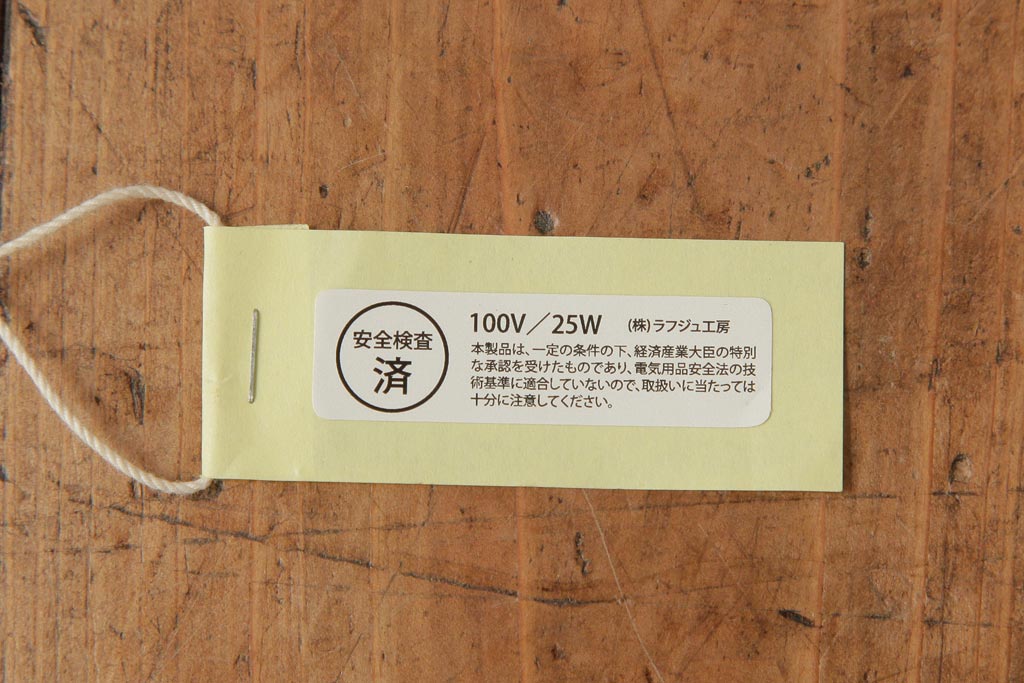 安全検査
済
100V／25W (株)ラフジュ工房
本製品は、一定の条件の下、経済産業大臣の特別
な承認を受けたものであり、電気用品安全法の技
術基準に適合していないので、取扱いに当たっては
十分に注意してください。